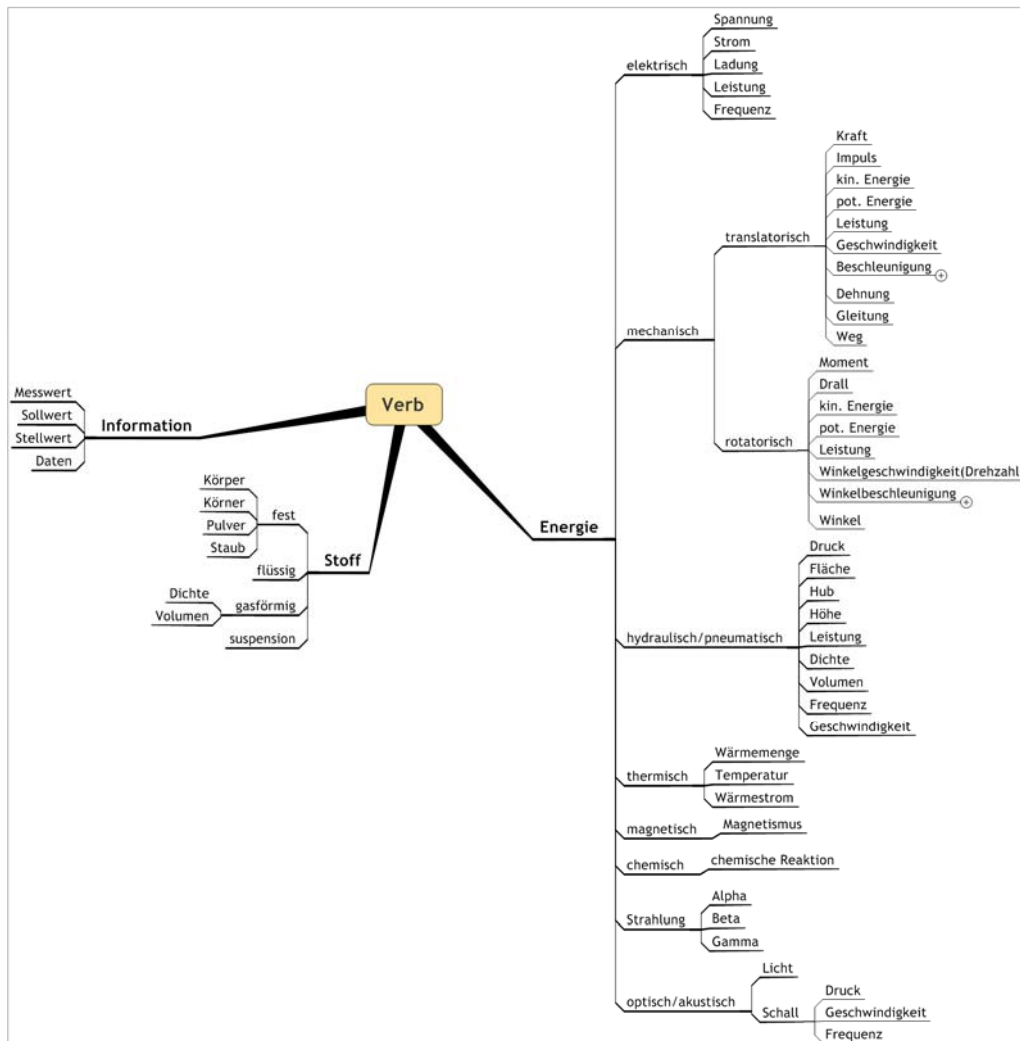 Verb
Information
Messwert
Sollwert
Stellwert
Daten
Stoff
fest
Körper
Körner
Pulver
Staub
flüssig
gasförmig
Dichte
Volumen
suspension
Energie
elektrisch
Spannung
Strom
Ladung
Leistung
Frequenz
mechanisch
translatorisch
Kraft
Impuls
kin. Energie
pot. Energie
Leistung
Geschwindigkeit
Beschleunigung
Dehnung
Gleitung
Weg
rotatorisch
Moment
Drall
kin. Energie
pot. Energie
Leistung
Winkelgeschwindigkeit(Drehzahl
Winkelbeschleunigung
Winkel
hydraulisch/pneumatisch
Druck
Fläche
Hub
Höhe
Leistung
Dichte
Volumen
Frequenz
Geschwindigkeit
thermisch
Wärmemenge
Temperatur
Wärmestrom
magnetisch
Magnetismus
chemisch
chemische Reaktion
Strahlung
Alpha
Beta
Gamma
optisch/akustisch
Licht
Schall
Druck
Geschwindigkeit
Frequenz